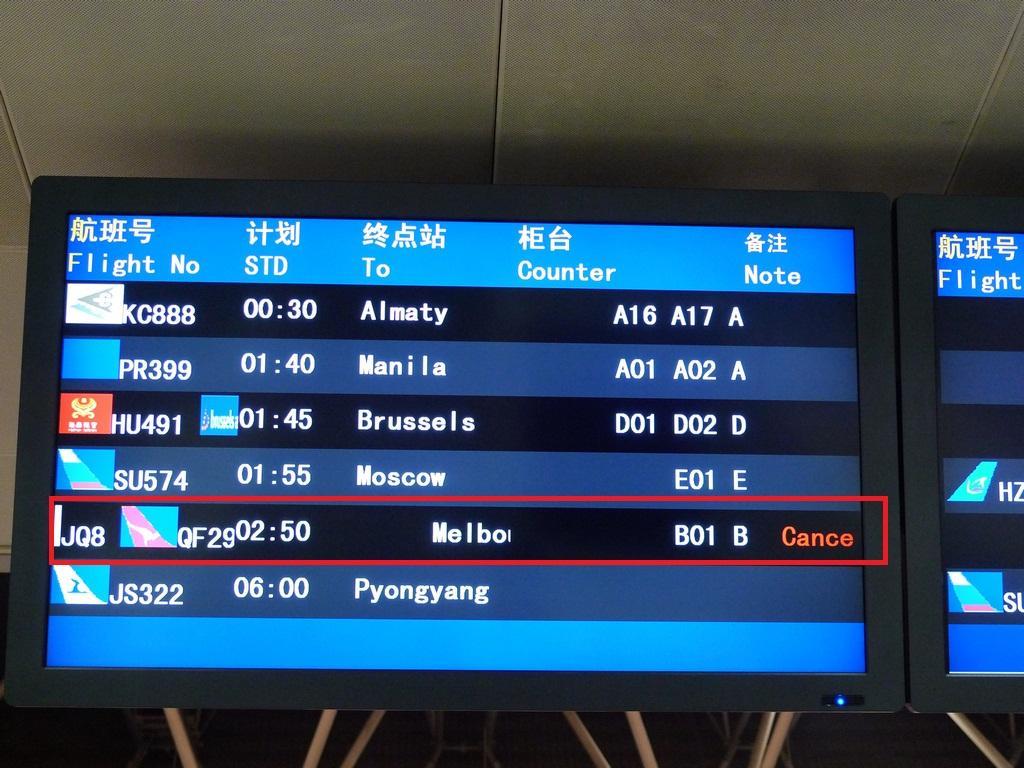 航班号 计划 终点站 柜台 备注
Flight No STD To Counter Note
KC888 00:30 Almaty A16 A17 A
PR399 01:40 Manila A01 A02 A
HU491 brussels 01:45 Brussels D01 D02 D
SU574 01:55 Moscow E01 E
JQ8 QF29 02:50 Melbo B01 B Cance
JS322 06:00 Pyongyang
航班号
Flight
HZ
SU